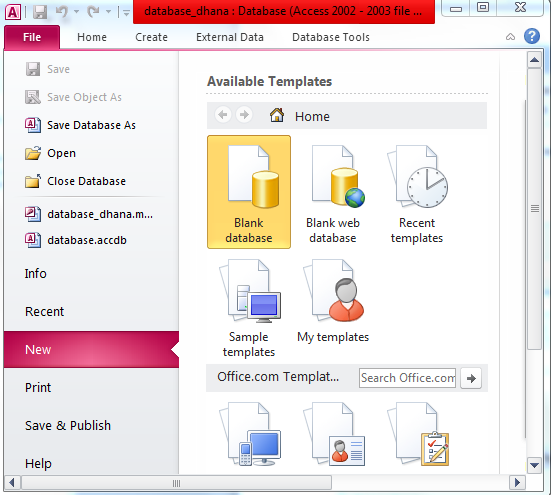 database_dhana : Database (Access 2002 - 2003 file ...
File Home Create External Data Database Tools
Save
Save Object As
Save Database As
Open
Close Database
database_dhana.m...
database.accdb
Info
Recent
New
Print
Save & Publish
Help
Available Templates
Home
Blank
database
Blank web
database
Recent
templates
Sample
templates
My templates
Office.com Templat...
Search Office.com